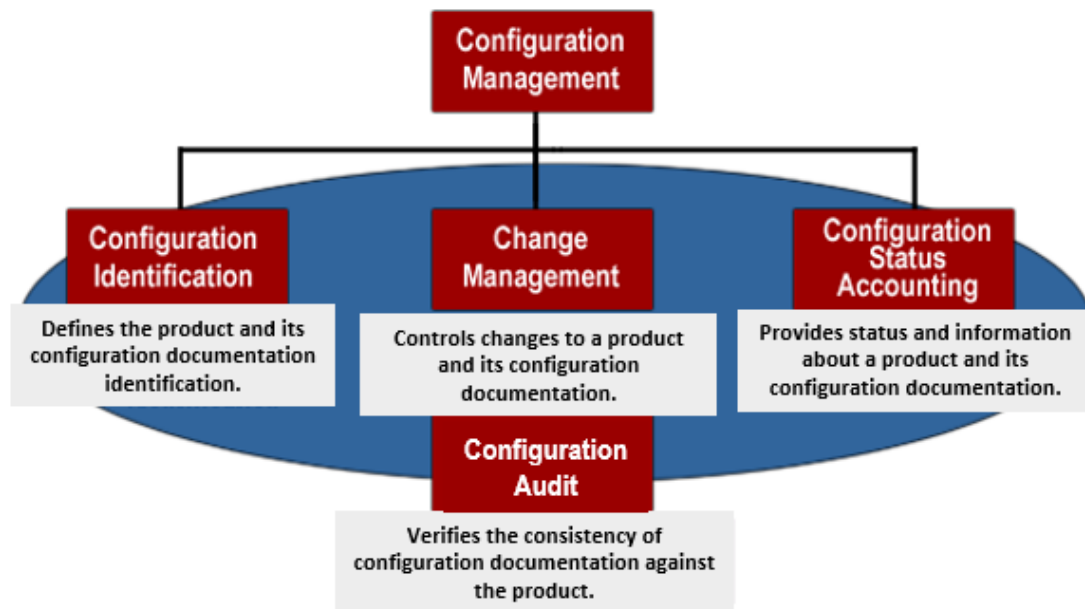 Configuration
Management
Configuration
Identification
Defines the product and its
configuration documentation
identification.
Change
Management
Controls changes to a product
and its configuration
documentation.
Configuration
Status
Accounting
Provides status and information
about a product and its
configuration documentation.
Configuration
Audit
Verifies the consistency of
configuration documentation against
the product.